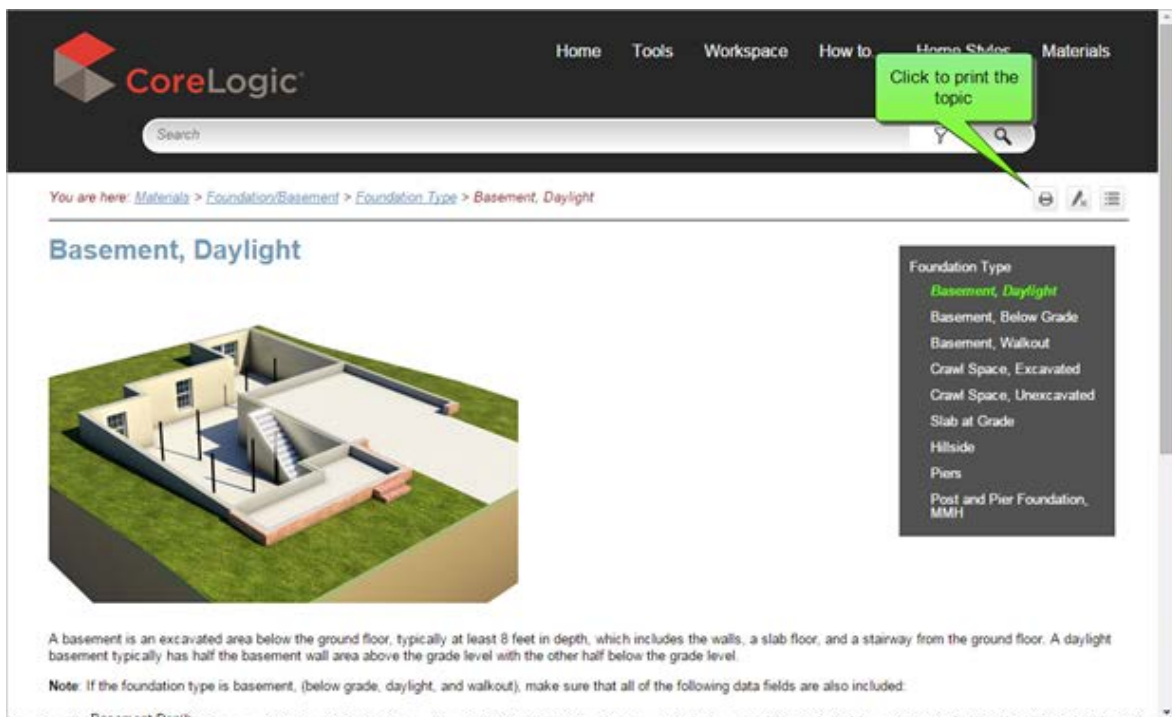 CoreLogic
Home Tools Workspace How to... Home Styles Materials
Click to print the
topic
Search
You are here: Materials > Foundation/Basement > Foundation Type > Basement, Daylight
Basement, Daylight
Foundation Type
Basement, Daylight
Basement, Below Grade
Basement, Walkout
Crawl Space, Excavated
Crawl Space, Unexcavated
Slab at Grade
Hillside
Piers
Post and Pier Foundation,
MMH
A basement is an excavated area below the ground floor, typically at least 8 feet in depth, which includes the walls, a slab floor, and a stairway from the ground floor. A daylight
basement typically has half the basement wall area above the grade level with the other half below the grade level.
Note: If the foundation type is basement, (below grade, daylight, and walkout), make sure that all of the following data fields are also included:
Basement Depth